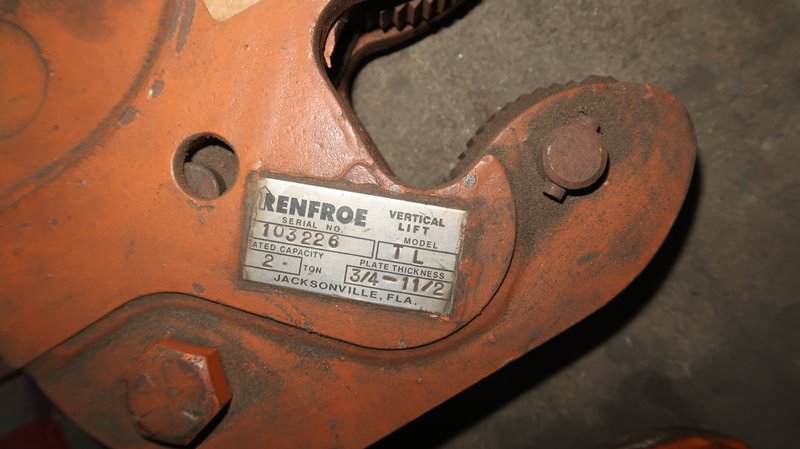 RENFROE
VERTICAL LIFT
SERIAL NO.
103226
MODEL
TL
RATED CAPACITY
2 TON
PLATE THICKNESS
3/4-11/2
JACKSONVILLE, FLA.